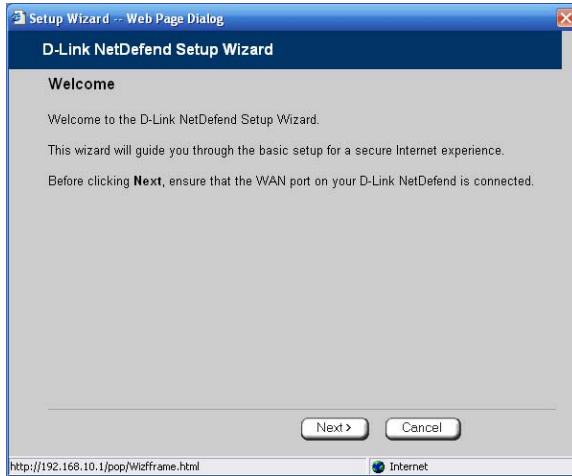 Setup Wizard -- Web Page Dialog
D-Link NetDefend Setup Wizard
Welcome
Welcome to the D-Link NetDefend Setup Wizard.
This wizard will guide you through the basic setup for a secure Internet experience.
Before clicking Next, ensure that the WAN port on your D-Link NetDefend is connected.
Next >
Cancel
http://192.168.10.1/pop/Wizfframe.html
Internet